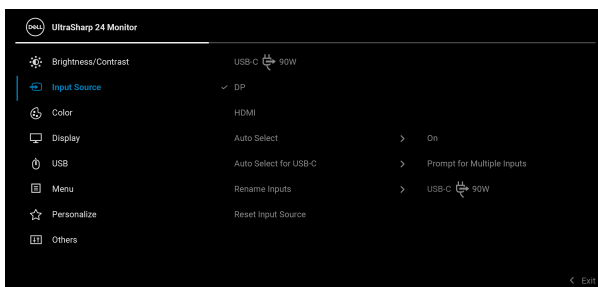 DELL UltraSharp 24 Monitor
Brightness/Contrast USB-C 90W
Input Source DP
Color HDMI
Display Auto Select On
USB Auto Select for USB-C Prompt for Multiple Inputs
Menu Rename Inputs USB-C 90W
Personalize Reset Input Source
Others
Exit